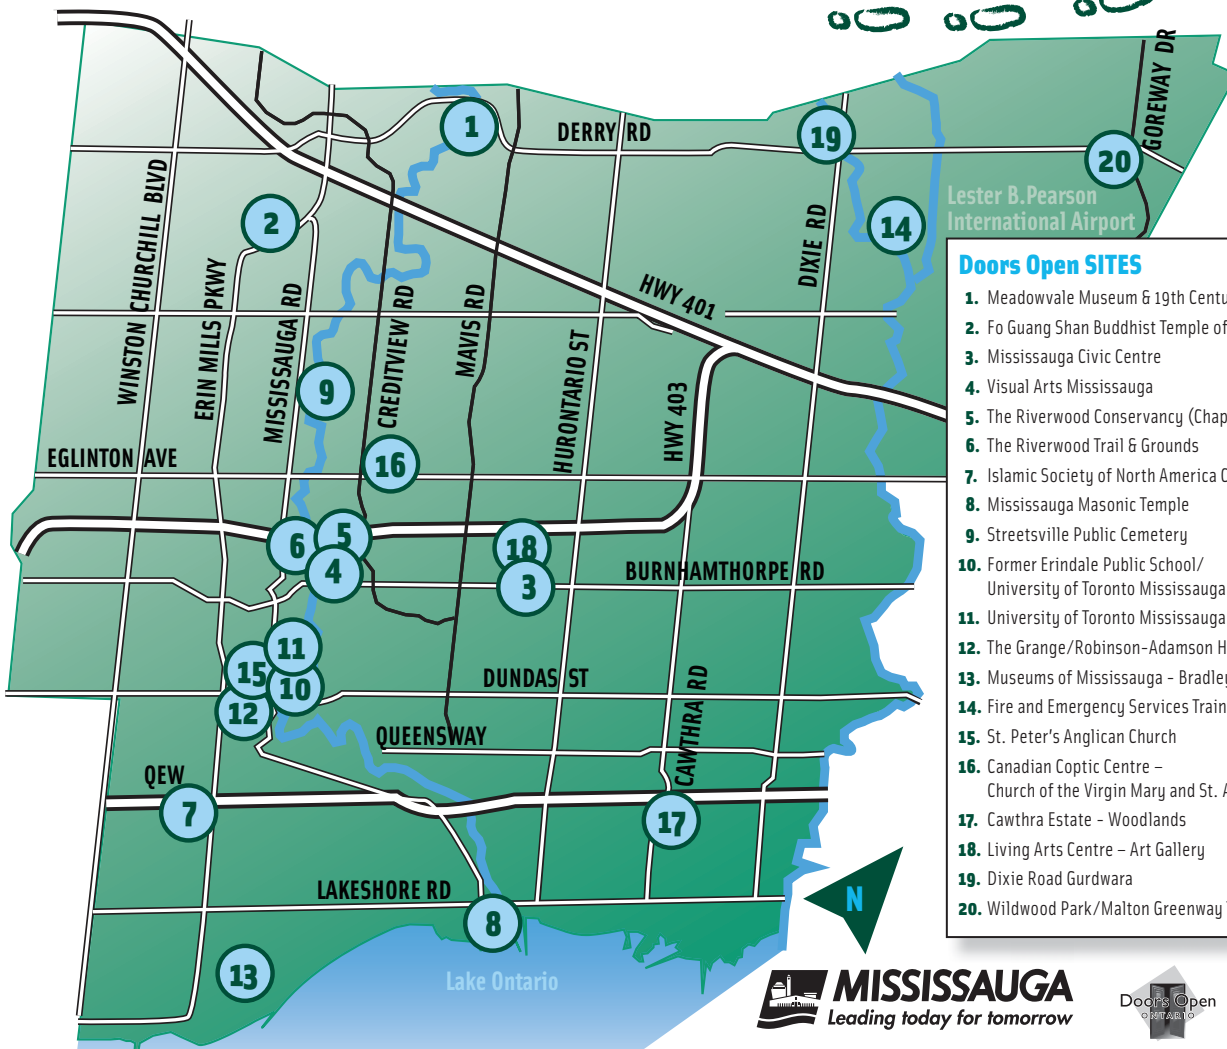 GOREWAY DR
1
DERRY RD
19
20
WINSTON CHURCHILL BLVD
2
DIXIE RD
14
Lester B.Pearson
International Airport
ERIN MILLS PKWY
MISSISSAUGA RD
CREDITVIEW RD
MAVIS RD
HWY 401
HURONTARIO ST
HWY 403
9
EGLINTON AVE
16
6
5
4
18
3
BURNHAMTHORPE RD
11
15
10
12
DUNDAS ST
QUEENSWAY
CAWTHRA RD
QEW
7
17
LAKESHORE RD
8
13
Lake Ontario
N
Doors Open SITES
1. Meadowvale Museum & 19th
2. Fo Guang Shan Buddhist Temple of
3. Mississauga Civic Centre
4. Visual Arts Mississauga
5. The Riverwood Conservancy
6. The Riverwood Trail & Grounds
7. Islamic Society of North America
8. Mississauga Masonic Temple
9. Streetsville Public Cemetery
10. Former Erindale Public School/
University of Toronto Mississauga
11. University of Toronto Mississauga
12. The Grange/Robinson-Adamson
13. Museums of Mississauga - Bradley
14. Fire and Emergency Services
15. St. Peter's Anglican Church
16. Canadian Coptic Centre –
Church of the Virgin Mary and St.
17. Cawthra Estate - Woodlands
18. Living Arts Centre – Art Gallery
19. Dixie Road Gurdwara
20. Wildwood Park/Malton Greenway
MISSISSAUGA
Leading today for tomorrow
Doors Open
ONTARIO